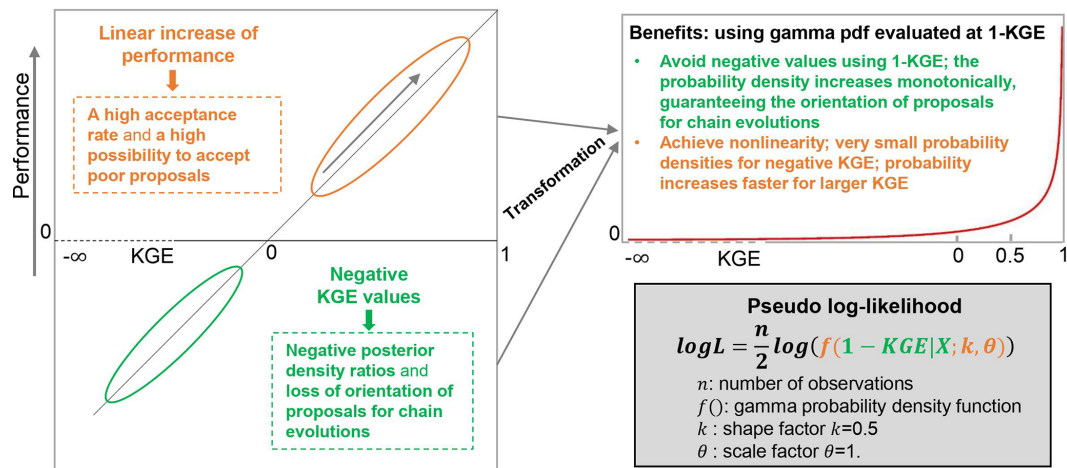 Linear increase of
performance
A high acceptance
rate and a high
possibility to accept
poor proposals
Performance
0
-∞
KGE
0
1
Negative
KGE values
Negative posterior
density ratios and
loss of orientation of
proposals for chain
evolutions
Transformation
Benefits: using gamma pdf evaluated at 1-KGE
• Avoid negative values using 1-KGE; the
probability density increases monotonically,
guaranteeing the orientation of proposals
for chain evolutions
• Achieve nonlinearity; very small probability
densities for negative KGE; probability
increases faster for larger KGE
0
-∞
KGE
0
0.5
1
Pseudo log-likelihood
logL = n/2 log(f(1 − KGE|X; k, θ))
n: number of observations
f(): gamma probability density function
k : shape factor k=0.5
θ : scale factor θ=1.